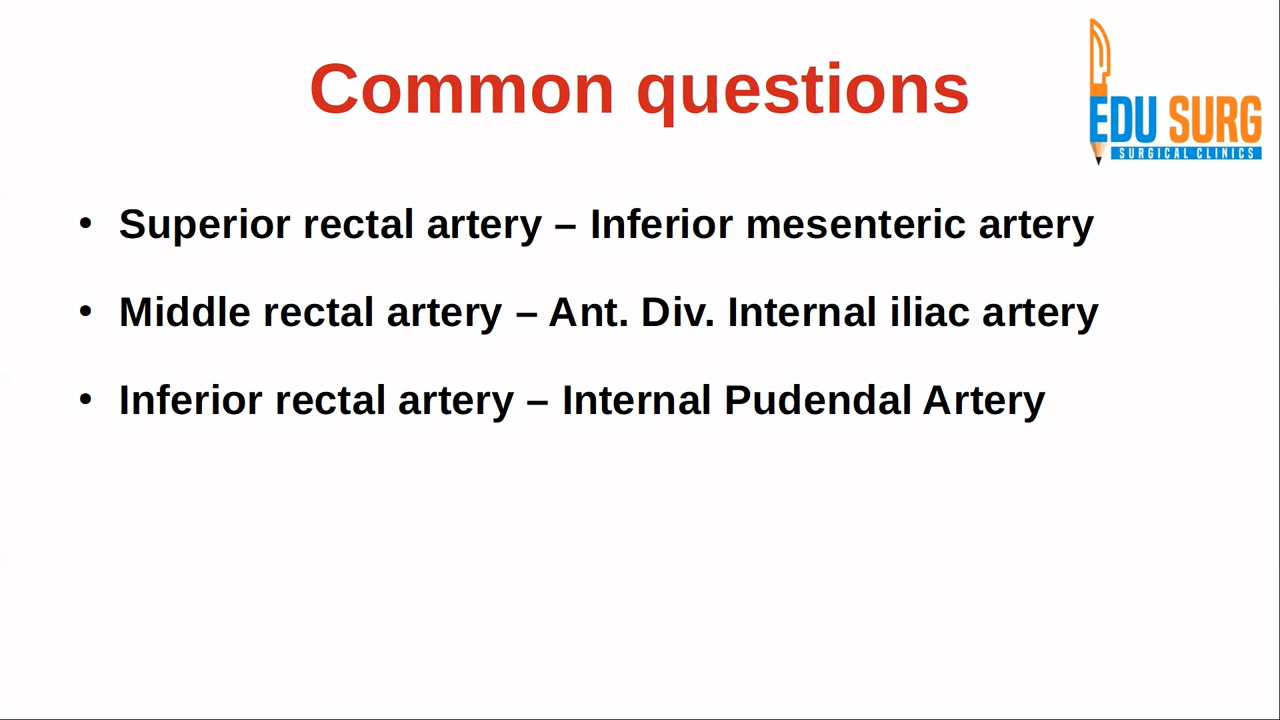 Common questions
EDU SURG
SURGICAL CLINICS
• Superior rectal artery – Inferior mesenteric artery
• Middle rectal artery – Ant. Div. Internal iliac artery
• Inferior rectal artery – Internal Pudendal Artery